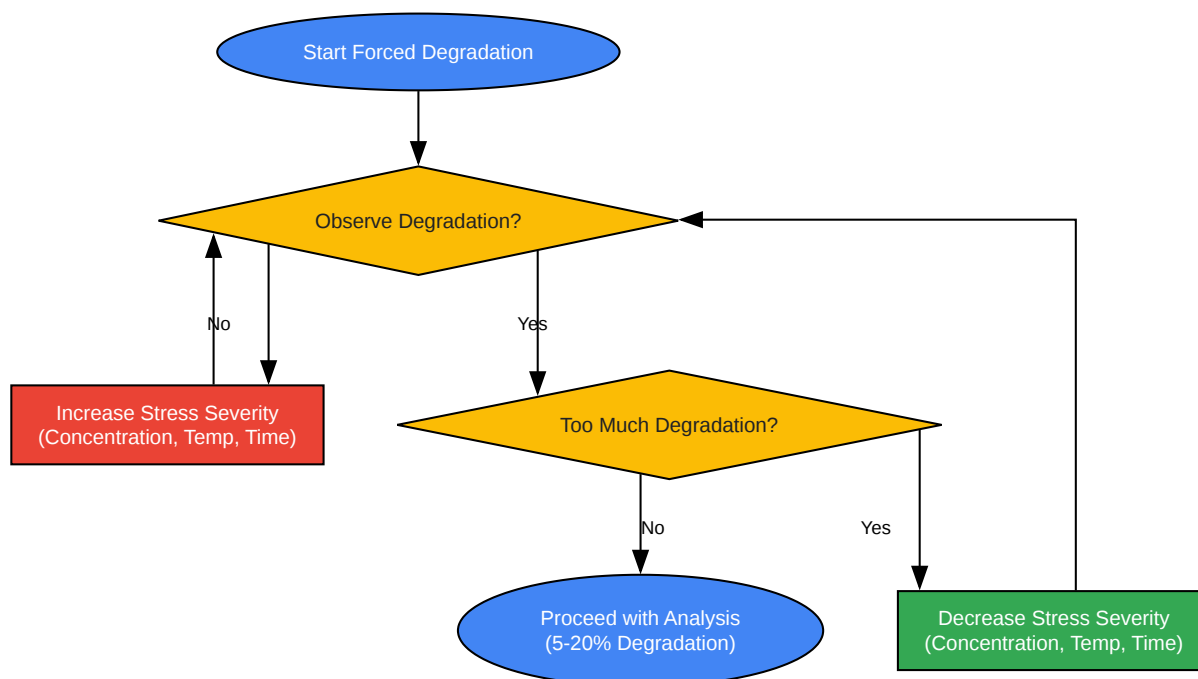 Start Forced Degradation
Observe Degradation?
No
Yes
Increase Stress Severity
(Concentration, Temp, Time)
Too Much Degradation?
No
Yes
Proceed with Analysis
(5-20% Degradation)
Decrease Stress Severity
(Concentration, Temp, Time)